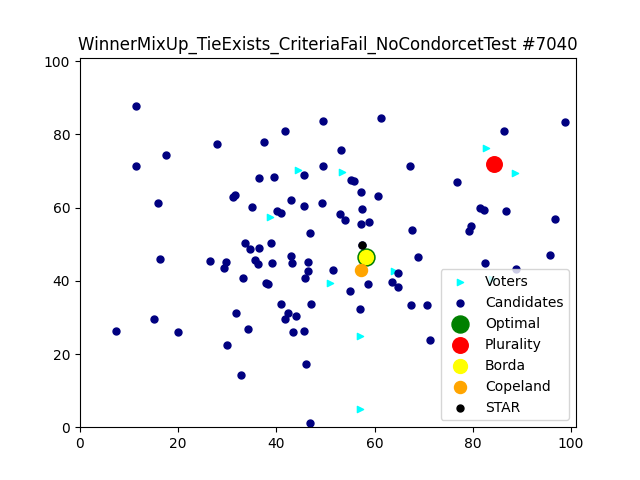 WinnerMixUp_TieExists_CriteriaFail_NoCondorcetTest #7040
100
80
60
40
20
0
0 20 40 60 80 100
Voters
Candidates
Optimal
Plurality
Borda
Copeland
STAR